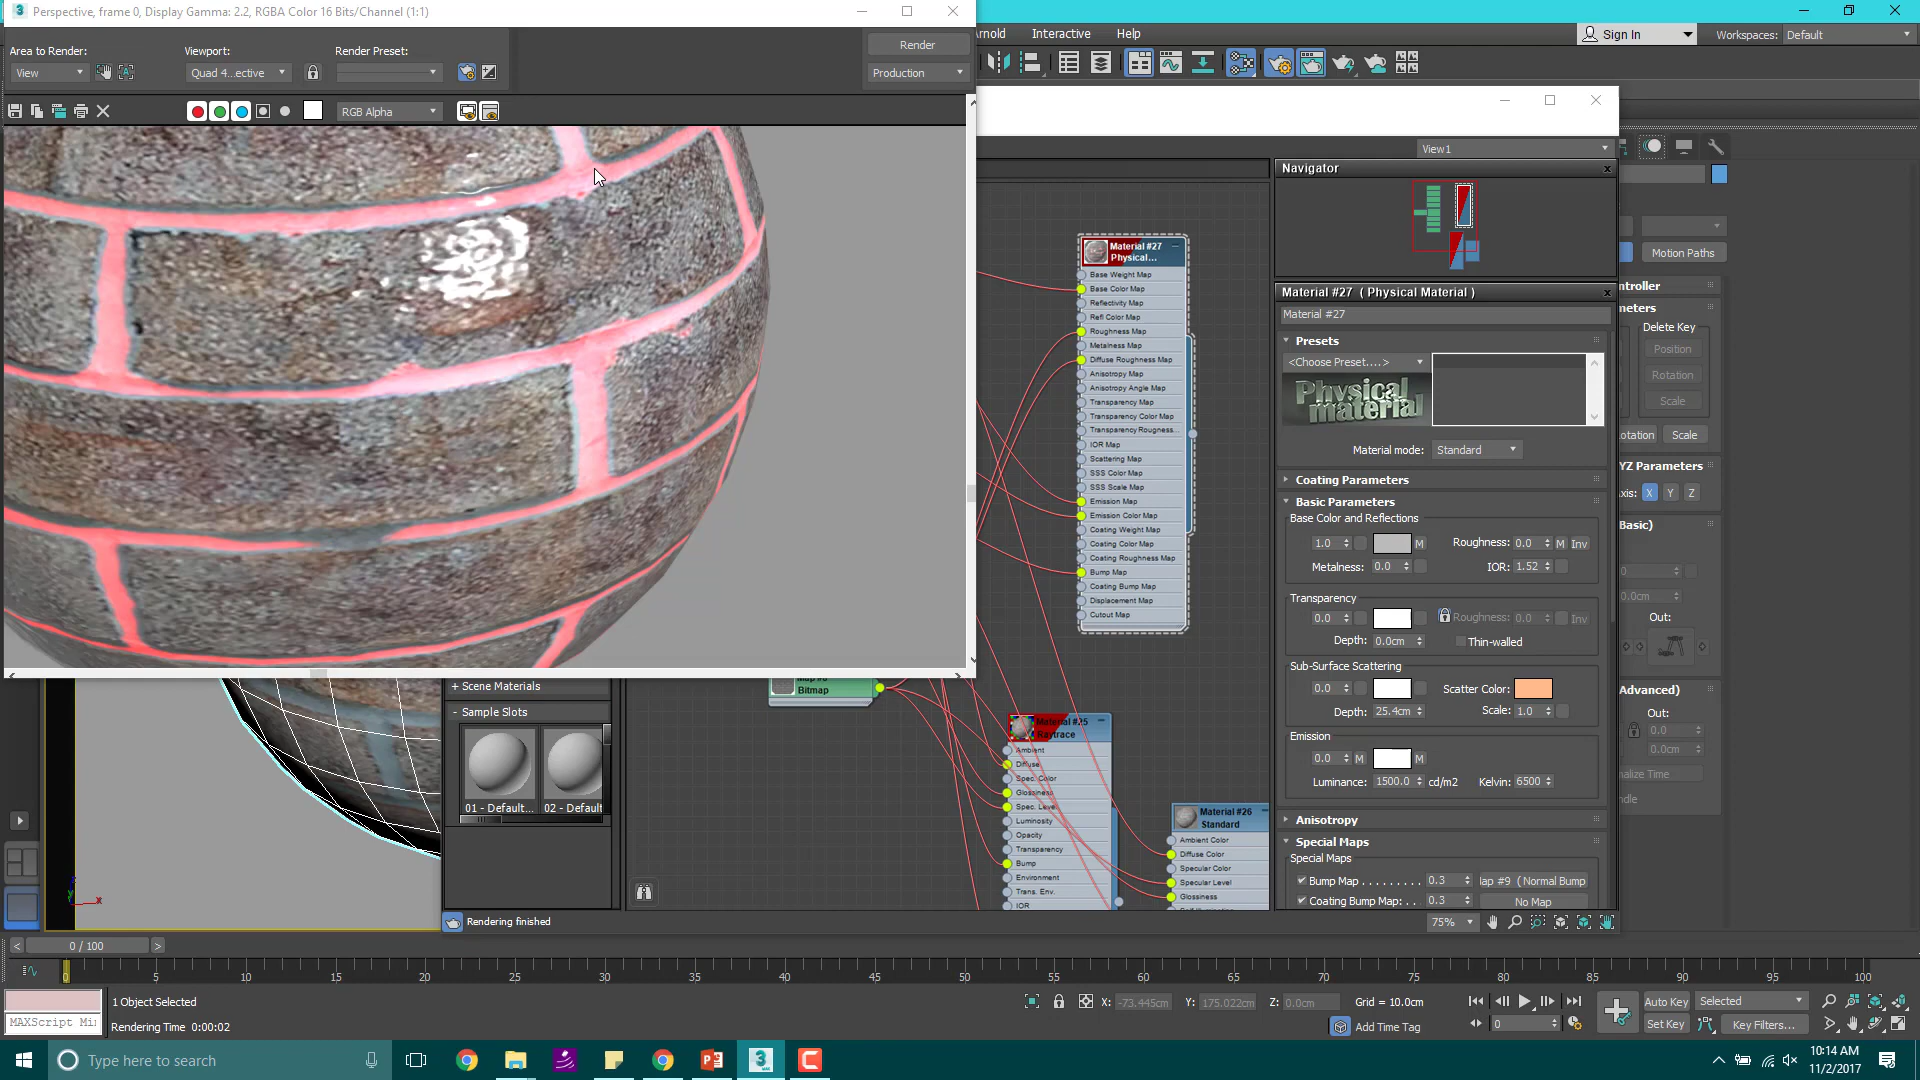 Perspective, frame 0, Display Gamma: 2.2, RGBA Color 16 Bits/Channel (1:1)
Area to Render:
Viewport:
Render Preset:
Render
View
Quad 4...ective
Production
RGB Alpha
Interactive
Help
Sign In
Workspaces:
Default
View1
Navigator
Motion Paths
Material #27
Physical...
Base Weight Map
Base Color Map
Reflectivity Map
Refl Color Map
Roughness Map
Metalness Map
Diffuse Roughness Map
Anisotropy Map
Anisotropy Angle Map
Transparency Map
Transparency Color Map
Transparency Roughness...
IOR Map
Scattering Map
SSS Color Map
SSS Scale Map
Emission Map
Emission Color Map
Coating Weight Map
Coating Color Map
Coating Roughness Map
Bump Map
Coating Bump Map
Displacement Map
Cutout Map
Material #27 ( Physical Material )
Material #27
Presets
<Choose Preset....>
Physical material
Material mode:
Standard
Coating Parameters
Basic Parameters
Base Color and Reflections
1.0
M
Roughness:
0.0
M
Inv
Metalness:
0.0
IOR:
1.52
Transparency
0.0
Roughness:
0.0
Inv
Depth:
0.0cm
Thin-walled
Sub-Surface Scattering
0.0
Scatter Color:
Depth:
25.4cm
Scale:
1.0
Emission
0.0
M
M
Luminance:
1500.0
cd/m2
Kelvin:
6500
Anisotropy
Special Maps
Special Maps
Bump Map
0.3
( Normal Bump
Coating Bump Map:
0.3
No Map
Delete Key
Position
Rotation
Scale
Scale
X
Y
Z
Out:
Out:
0.0
0.0cm
Bitmap
Material #25
Raytrace
Ambient
Diffuse
Spec. Color
Glossiness
Spec. Level
Luminosity
Opacity
Transparency
Bump
Environment
Trans. Env.
IOR
Material #26
Standard
Ambient Color
Diffuse Color
Specular Color
Specular Level
Glossiness
+ Scene Materials
- Sample Slots
01 - Default...
02 - Default
Rendering finished
75%
0 / 100
0 5 10 15 20 25 30 35 40 45 50 55 60 65 70 75 80 85 90 95 100
1 Object Selected
Rendering Time 0:00:02
X:
-73.445cm
Y:
175.022cm
Z:
0.0cm
Grid = 10.0cm
Add Time Tag
0
Auto Key
Selected
Set Key
Key Filters...
Type here to search
10:14 AM
11/2/2017